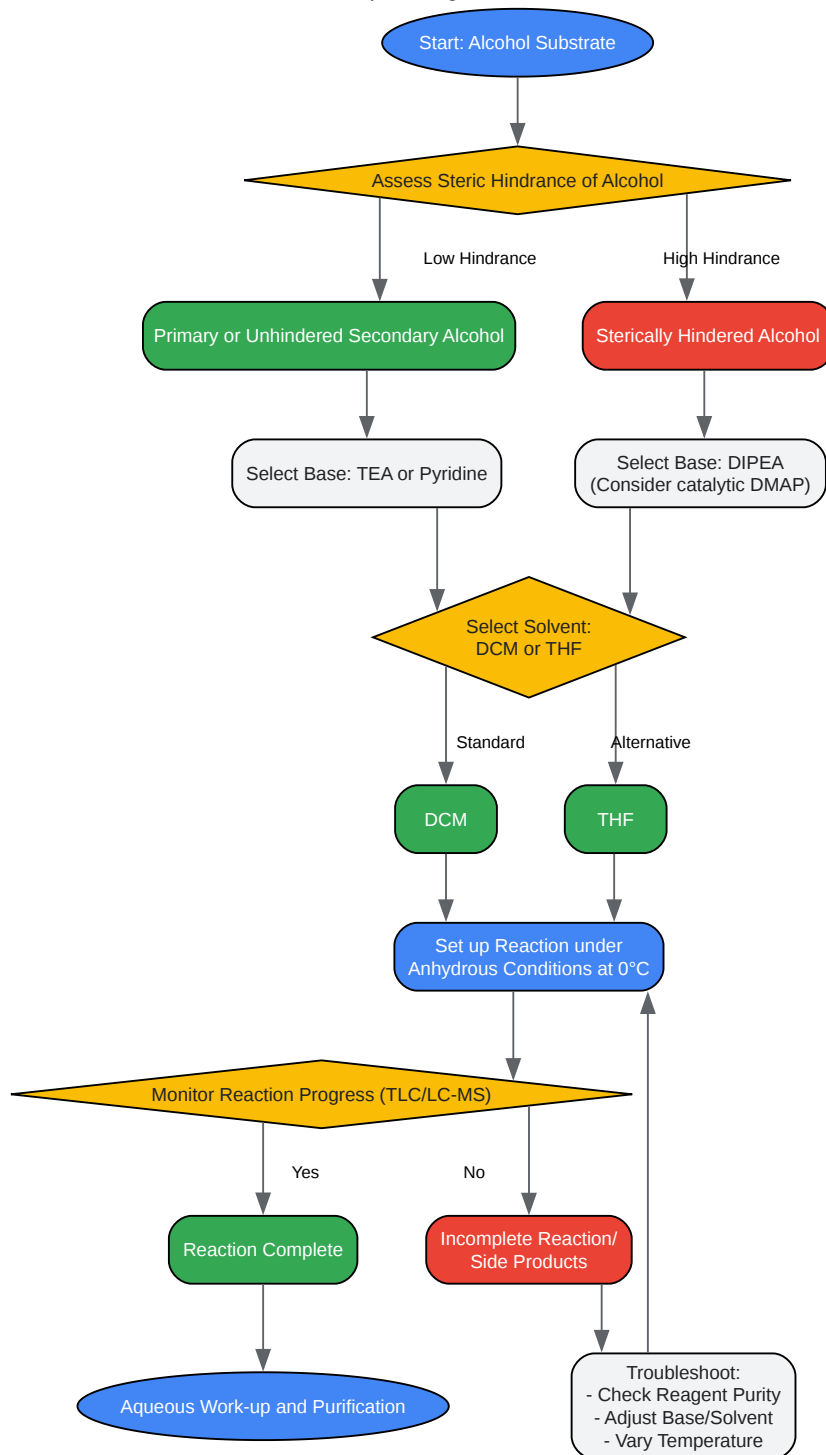 Start: Alcohol Substrate
Assess Steric Hindrance of Alcohol
Low Hindrance
High Hindrance
Primary or Unhindered Secondary Alcohol
Sterically Hindered Alcohol
Select Base: TEA or Pyridine
Select Base: DIPEA
(Consider catalytic DMAP)
Select Solvent:
DCM or THF
Standard
Alternative
DCM
THF
Set up Reaction under
Anhydrous Conditions at 0°C
Monitor Reaction Progress (TLC/LC-MS)
Yes
No
Reaction Complete
Incomplete Reaction/
Side Products
Aqueous Work-up and Purification
Troubleshoot:
- Check Reagent Purity
- Adjust Base/Solvent
- Vary Temperature